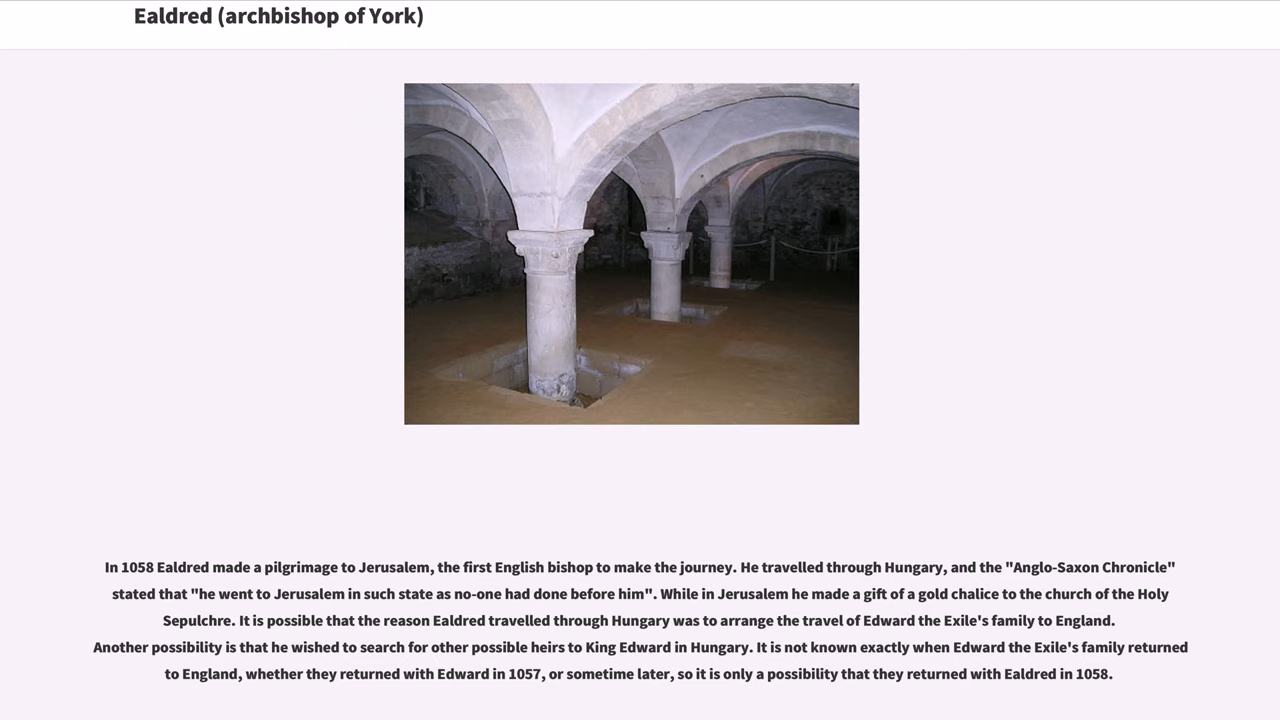 Ealdred (archbishop of York)
In 1058 Ealdred made a pilgrimage to Jerusalem, the first English bishop to make the journey. He travelled through Hungary, and the "Anglo-Saxon Chronicle"
stated that "he went to Jerusalem in such state as no-one had done before him". While in Jerusalem he made a gift of a gold chalice to the church of the Holy
Sepulchre. It is possible that the reason Ealdred travelled through Hungary was to arrange the travel of Edward the Exile's family to England.
Another possibility is that he wished to search for other possible heirs to King Edward in Hungary. It is not known exactly when Edward the Exile's family returned
to England, whether they returned with Edward in 1057, or sometime later, so it is only a possibility that they returned with Ealdred in 1058.